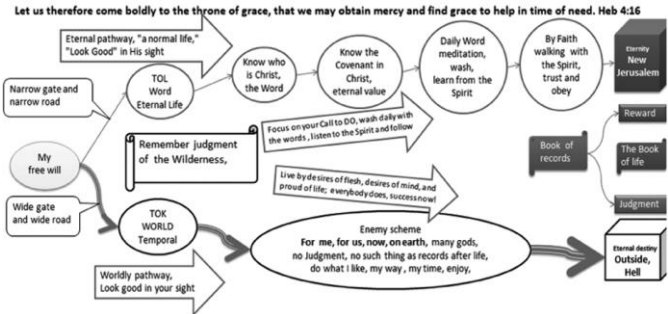 Let us therefore come boldly to the throne of grace, that we may obtain mercy and find grace to help in time of need. Heb 4:16
Eternal pathway, "a normal life,"
"Look Good" in His sight
Narrow gate and
narrow road
TOL
Word
Eternal Life
Know who
is Christ,
the Word
Know the
Covenant in
Christ,
eternal value
Daily Word
meditation,
wash,
learn from the
Spirit
By Faith
walking with
the Spirit,
trust and
obey
Eternity
New
Jerusalem
Focus on your Call to DO, wash daily with
the words , listen to the Spirit and follow
Remember judgment
of the Wilderness,
My
free will
Book of
records
Reward
The Book
of life
Judgment
Live by desires of flesh, desires of mind, and
proud of life; everybody does, success now!
Wide gate
and wide road
TOK
WORLD
Temporal
Enemy scheme
For me, for us, now, on earth, many gods,
no Judgment, no such thing as records after life,
do what I like, my way , my time, enjoy,
Eternal destiny
Outside,
Hell
Worldly pathway,
Look good in your sight